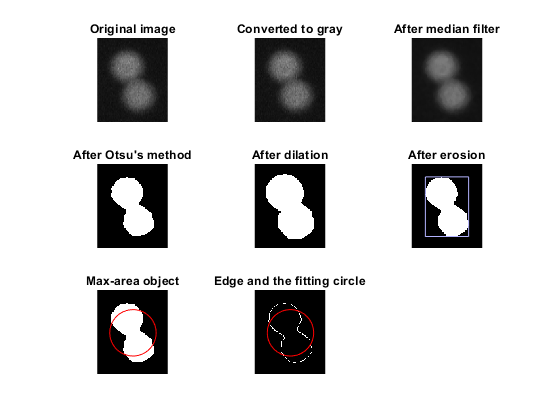 Original image
Converted to gray
After median filter
After Otsu's method
After dilation
After erosion
Max-area object
Edge and the fitting circle